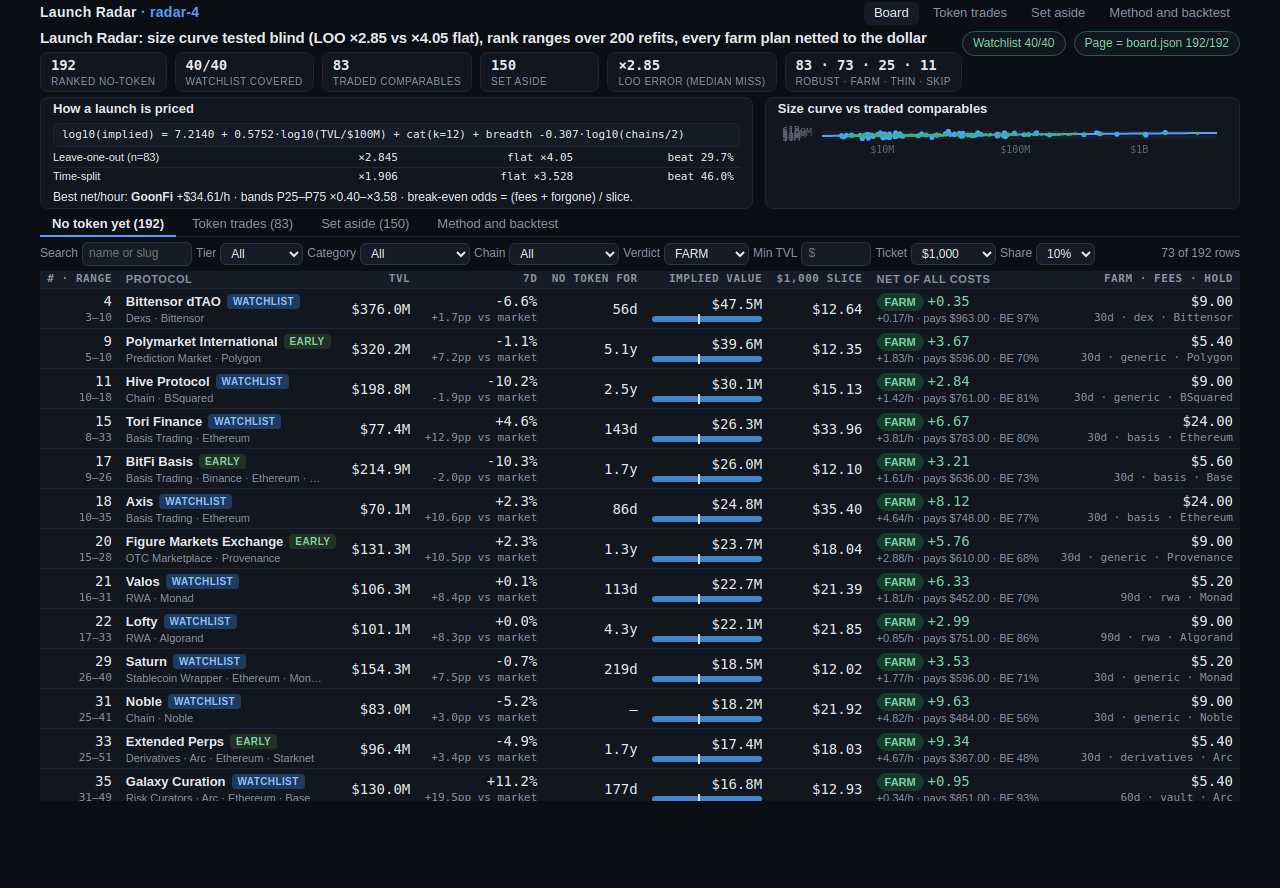 Launch Radar · radar-4
Board Token trades Set aside Method and backtest
Launch Radar: size curve tested blind (LOO ×2.85 vs ×4.05 flat), rank ranges over 200 refits, every farm plan netted to the dollar
Watchlist 40/40 Page = board.json 192/192
192 40/40 83 150 ×2.85 83 · 73 · 25 · 11
RANKED NO-TOKEN WATCHLIST COVERED TRADED COMPARABLES SET ASIDE LOO ERROR (MEDIAN MISS) ROBUST · FARM · THIN · SKIP
How a launch is priced
log10(implied) = 7.2140 + 0.5752·log10(TVL/$100M) + cat(k=12) + breadth -0.307·log10(chains/2)
Leave-one-out (n=83) ×2.845 flat ×4.05 beat 29.7%
Time-split ×1.906 flat ×3.528 beat 46.0%
Best net/hour: GoonFi +$34.61/h · bands P25–P75 ×0.40–×3.58 · break-even odds = (fees + forgone) / slice.
Size curve vs traded comparables
$10M $100M $1B
No token yet (192) Token trades (83) Set aside (150) Method and backtest
Search name or slug Tier All Category All Chain All Verdict FARM Min TVL $ Ticket $1,000 Share 10% 73 of 192 rows
# · RANGE PROTOCOL TVL 7D NO TOKEN FOR IMPLIED VALUE $1,000 SLICE NET OF ALL COSTS FARM · FEES · HOLD
4 Bittensor dTAO WATCHLIST $376.0M -6.6% 56d $47.5M $12.64 FARM +0.35 $9.00
3–10 Dexs · Bittensor +1.7pp vs market +0.17/h · pays $963.00 · BE 97% 30d · dex · Bittensor
9 Polymarket International EARLY $320.2M -1.1% 5.1y $39.6M $12.35 FARM +3.67 $5.40
5–10 Prediction Market · Polygon +7.2pp vs market +1.83/h · pays $596.00 · BE 70% 30d · generic · Polygon
11 Hive Protocol WATCHLIST $198.8M -10.2% 2.5y $30.1M $15.13 FARM +2.84 $9.00
10–18 Chain · BSquared -1.9pp vs market +1.42/h · pays $761.00 · BE 81% 30d · generic · BSquared
15 Tori Finance WATCHLIST $77.4M +4.6% 143d $26.3M $33.96 FARM +6.67 $24.00
8–33 Basis Trading · Ethereum +12.9pp vs market +3.81/h · pays $783.00 · BE 80% 30d · basis · Ethereum
17 BitFi Basis EARLY $214.9M -10.3% 1.7y $26.0M $12.10 FARM +3.21 $5.60
9–26 Basis Trading · Binance · Ethereum · … -2.0pp vs market +1.61/h · pays $636.00 · BE 73% 30d · basis · Base
18 Axis WATCHLIST $70.1M +2.3% 86d $24.8M $35.40 FARM +8.12 $24.00
10–35 Basis Trading · Ethereum +10.6pp vs market +4.64/h · pays $748.00 · BE 77% 30d · basis · Ethereum
20 Figure Markets Exchange EARLY $131.3M +2.3% 1.3y $23.7M $18.04 FARM +5.76 $9.00
15–28 OTC Marketplace · Provenance +10.5pp vs market +2.88/h · pays $610.00 · BE 68% 30d · generic · Provenance
21 Valos WATCHLIST $106.3M +0.1% 113d $22.7M $21.39 FARM +6.33 $5.20
16–31 RWA · Monad +8.4pp vs market +1.81/h · pays $452.00 · BE 70% 90d · rwa · Monad
22 Lofty WATCHLIST $101.1M +0.0% 4.3y $22.1M $21.85 FARM +2.99 $9.00
17–33 RWA · Algorand +8.3pp vs market +0.85/h · pays $751.00 · BE 86% 90d · rwa · Algorand
29 Saturn WATCHLIST $154.3M -0.7% 219d $18.5M $12.02 FARM +3.53 $5.20
26–40 Stablecoin Wrapper · Ethereum · Mon… +7.5pp vs market +1.77/h · pays $596.00 · BE 71% 30d · generic · Monad
31 Noble WATCHLIST $83.0M -5.2% – $18.2M $21.92 FARM +9.63 $9.00
25–41 Chain · Noble +3.0pp vs market +4.82/h · pays $484.00 · BE 56% 30d · generic · Noble
33 Extended Perps EARLY $96.4M -4.9% 1.7y $17.4M $18.03 FARM +9.34 $5.40
25–51 Derivatives · Arc · Ethereum · Starknet +3.4pp vs market +4.67/h · pays $367.00 · BE 48% 30d · derivatives · Arc
35 Galaxy Curation WATCHLIST $130.0M +11.2% 177d $16.8M $12.93 FARM +0.95 $5.40
31–49 Risk Curators · Arc · Ethereum · Base +19.5pp vs market +0.34/h · pays $851.00 · BE 93% 60d · vault · Arc